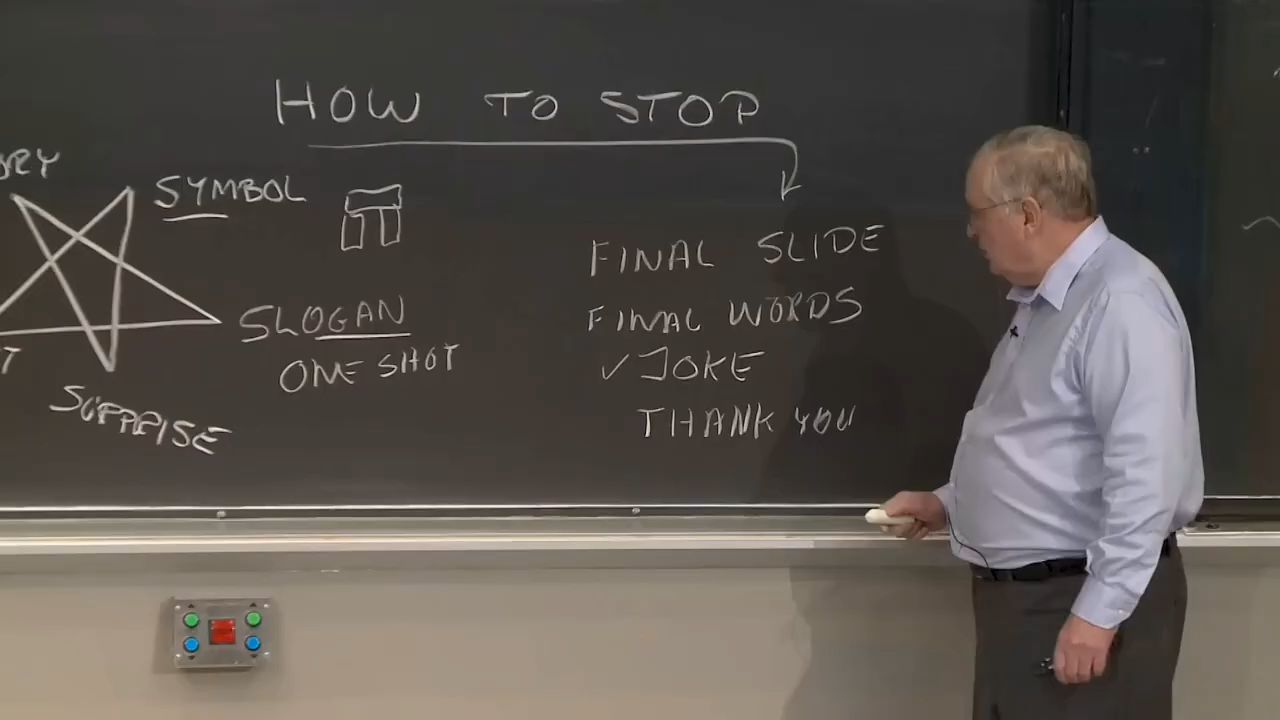 HOW TO STOP
SYMBOL
SLOGAN
ONE SHOT
SURPRISE
FINAL SLIDE
FINAL WORDS
✓ JOKE
THANK YOU